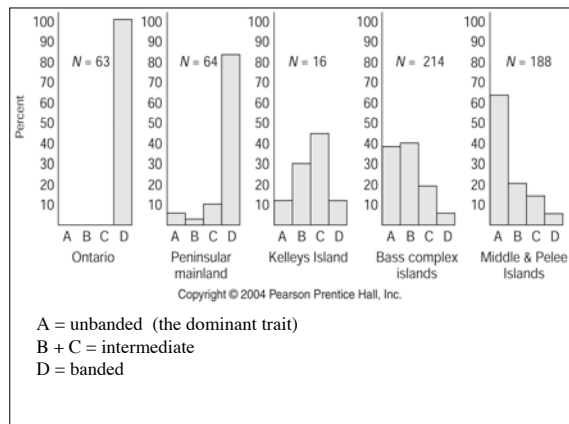 100 100 100 100 100
90 90 90 90 90
80 N = 63 80 N = 64 80 N = 16 80 N = 214 80 N = 188
70 70 70 70 70
60 60 60 60 60
50 50 50 50 50
40 40 40 40 40
30 30 30 30 30
20 20 20 20 20
10 10 10 10 10
Percent
A B C D A B C D A B C D A B C D A B C D
Ontario Peninsular Kelleys Island Bass complex Middle & Pelee
mainland islands Islands
Copyright © 2004 Pearson Prentice Hall, Inc.
A = unbanded (the dominant trait)
B + C = intermediate
D = banded